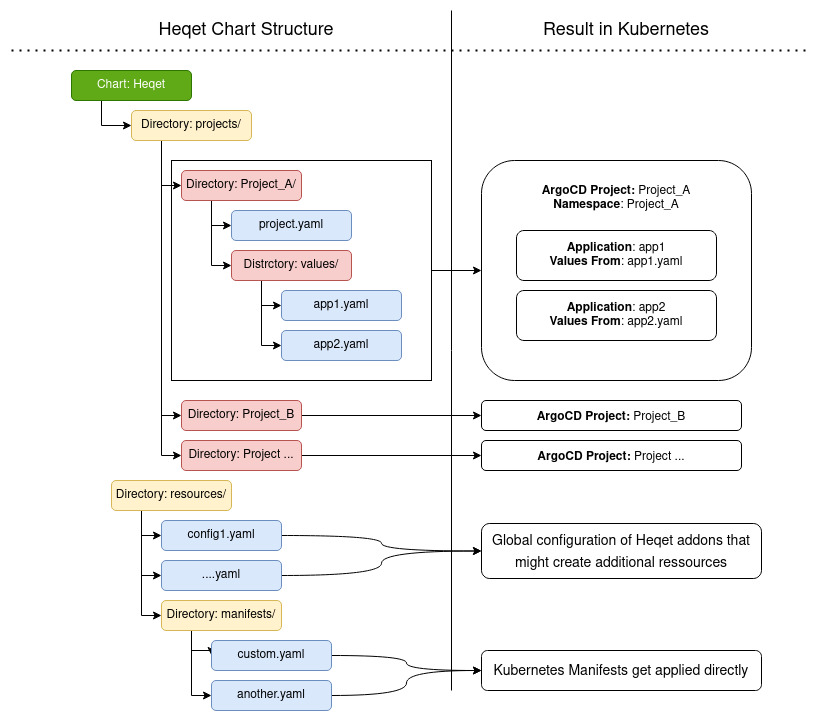 Heqet Chart Structure
Result in Kubernetes
Chart: Heqet
Directory: projects/
Directory: Project_A/
project.yaml
Distrctory: values/
app1.yaml
app2.yaml
ArgoCD Project: Project_A
Namespace: Project_A
Application: app1
Values From: app1.yaml
Application: app2
Values From: app2.yaml
Directory: Project_B
ArgoCD Project: Project_B
Directory: Project ...
ArgoCD Project: Project ...
Directory: resources/
config1.yaml
....yaml
Global configuration of Heqet addons that
might create additional ressources
Directory: manifests/
custom.yaml
another.yaml
Kubernetes Manifests get applied directly